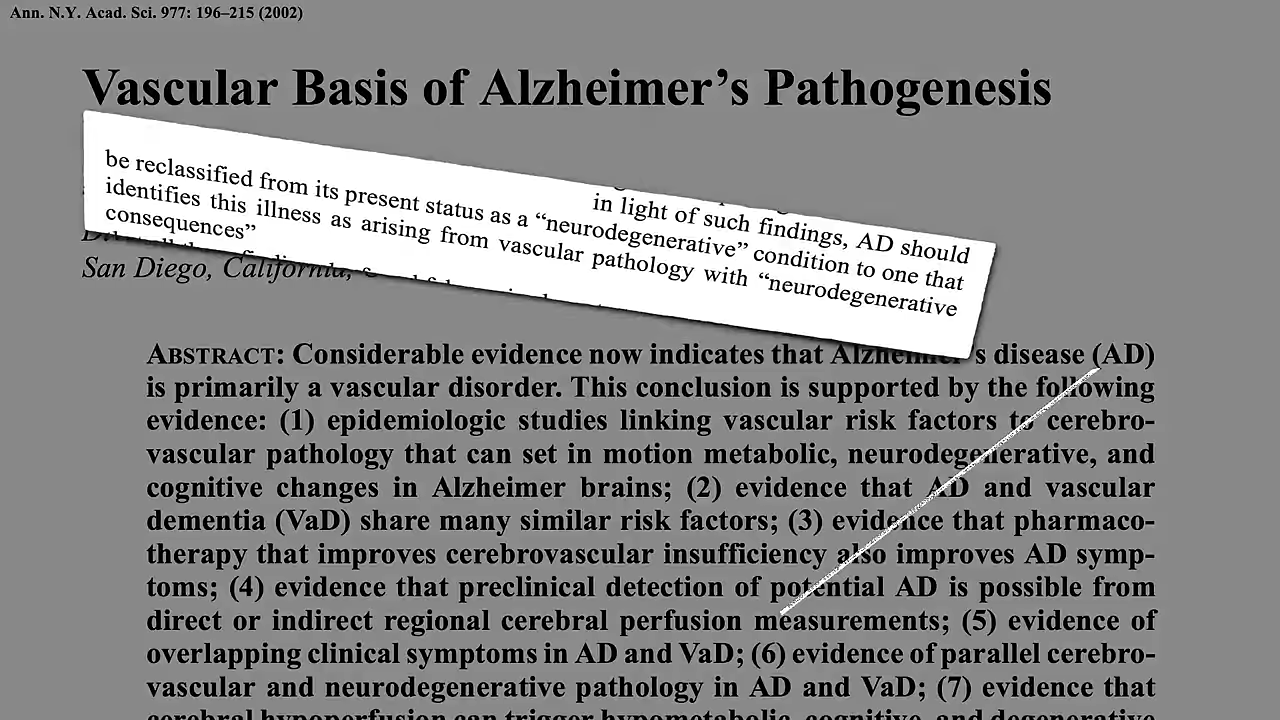 Ann. N.Y. Acad. Sci. 977: 196–215 (2002)
Vascular Basis of Alzheimer’s Pathogenesis
in light of such findings, AD should
be reclassified from its present status as a “neurodegenerative” condition to one that
identifies this illness as arising from vascular pathology with “neurodegenerative
consequences”
San Diego, California,
ABSTRACT: Considerable evidence now indicates that Alzheimer’s disease (AD)
is primarily a vascular disorder. This conclusion is supported by the following
evidence: (1) epidemiologic studies linking vascular risk factors to cerebro-
vascular pathology that can set in motion metabolic, neurodegenerative, and
cognitive changes in Alzheimer brains; (2) evidence that AD and vascular
dementia (VaD) share many similar risk factors; (3) evidence that pharmaco-
therapy that improves cerebrovascular insufficiency also improves AD symp-
toms; (4) evidence that preclinical detection of potential AD is possible from
direct or indirect regional cerebral perfusion measurements; (5) evidence of
overlapping clinical symptoms in AD and VaD; (6) evidence of parallel cerebro-
vascular and neurodegenerative pathology in AD and VaD; (7) evidence that
cerebral hypoperfusion can trigger hypometabolic, cognitive, and degenerative